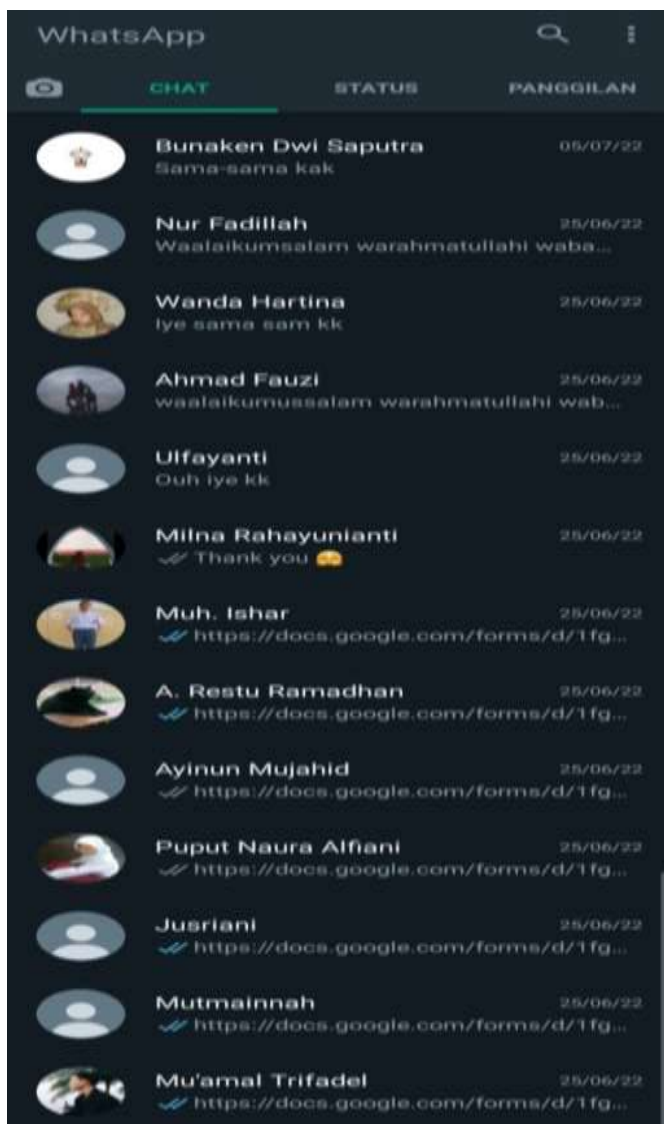 WhatsApp
CHAT STATUS PANGGILAN
Bunaken Dwi Saputra 05/07/22
Sama-sama kak
Nur Fadillah 25/06/22
Waalaikumsalam warahmatullahi waba...
Wanda Hartina 25/06/22
Iye sama sam kk
Ahmad Fauzi 25/06/22
waalaikumussalam warahmatullahi wab...
Ulfayanti 25/06/22
Ouh iye kk
Milna Rahayunianti 25/06/22
Thank you
Muh. Ishar 25/06/22
https://docs.google.com/forms/d/1fg...
A. Restu Ramadhan 25/06/22
https://docs.google.com/forms/d/1fg...
Ayinun Mujahid 25/06/22
https://docs.google.com/forms/d/1fg...
Puput Naura Alfiani 25/06/22
https://docs.google.com/forms/d/1fg...
Jusriani 25/06/22
https://docs.google.com/forms/d/1fg...
Mutmainnah 25/06/22
https://docs.google.com/forms/d/1fg...
Mu'amal Trifadel 25/06/22
https://docs.google.com/forms/d/1fg...